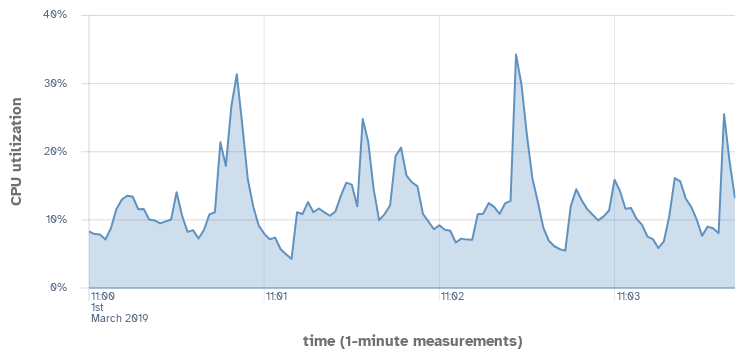 40%
30%
20%
10%
0%
CPU utilization
11:00
1st
March 2019
11:01
11:02
11:03
time (1-minute measurements)